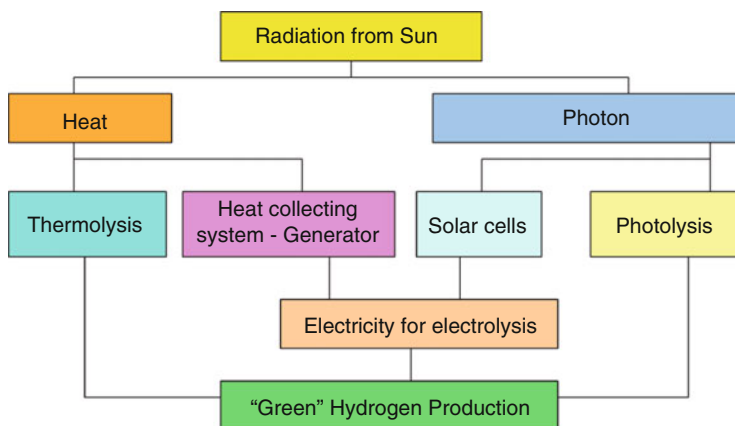 Radiation from Sun
Heat
Photon
Thermolysis
Heat collecting
system - Generator
Solar cells
Photolysis
Electricity for electrolysis
“Green” Hydrogen Production